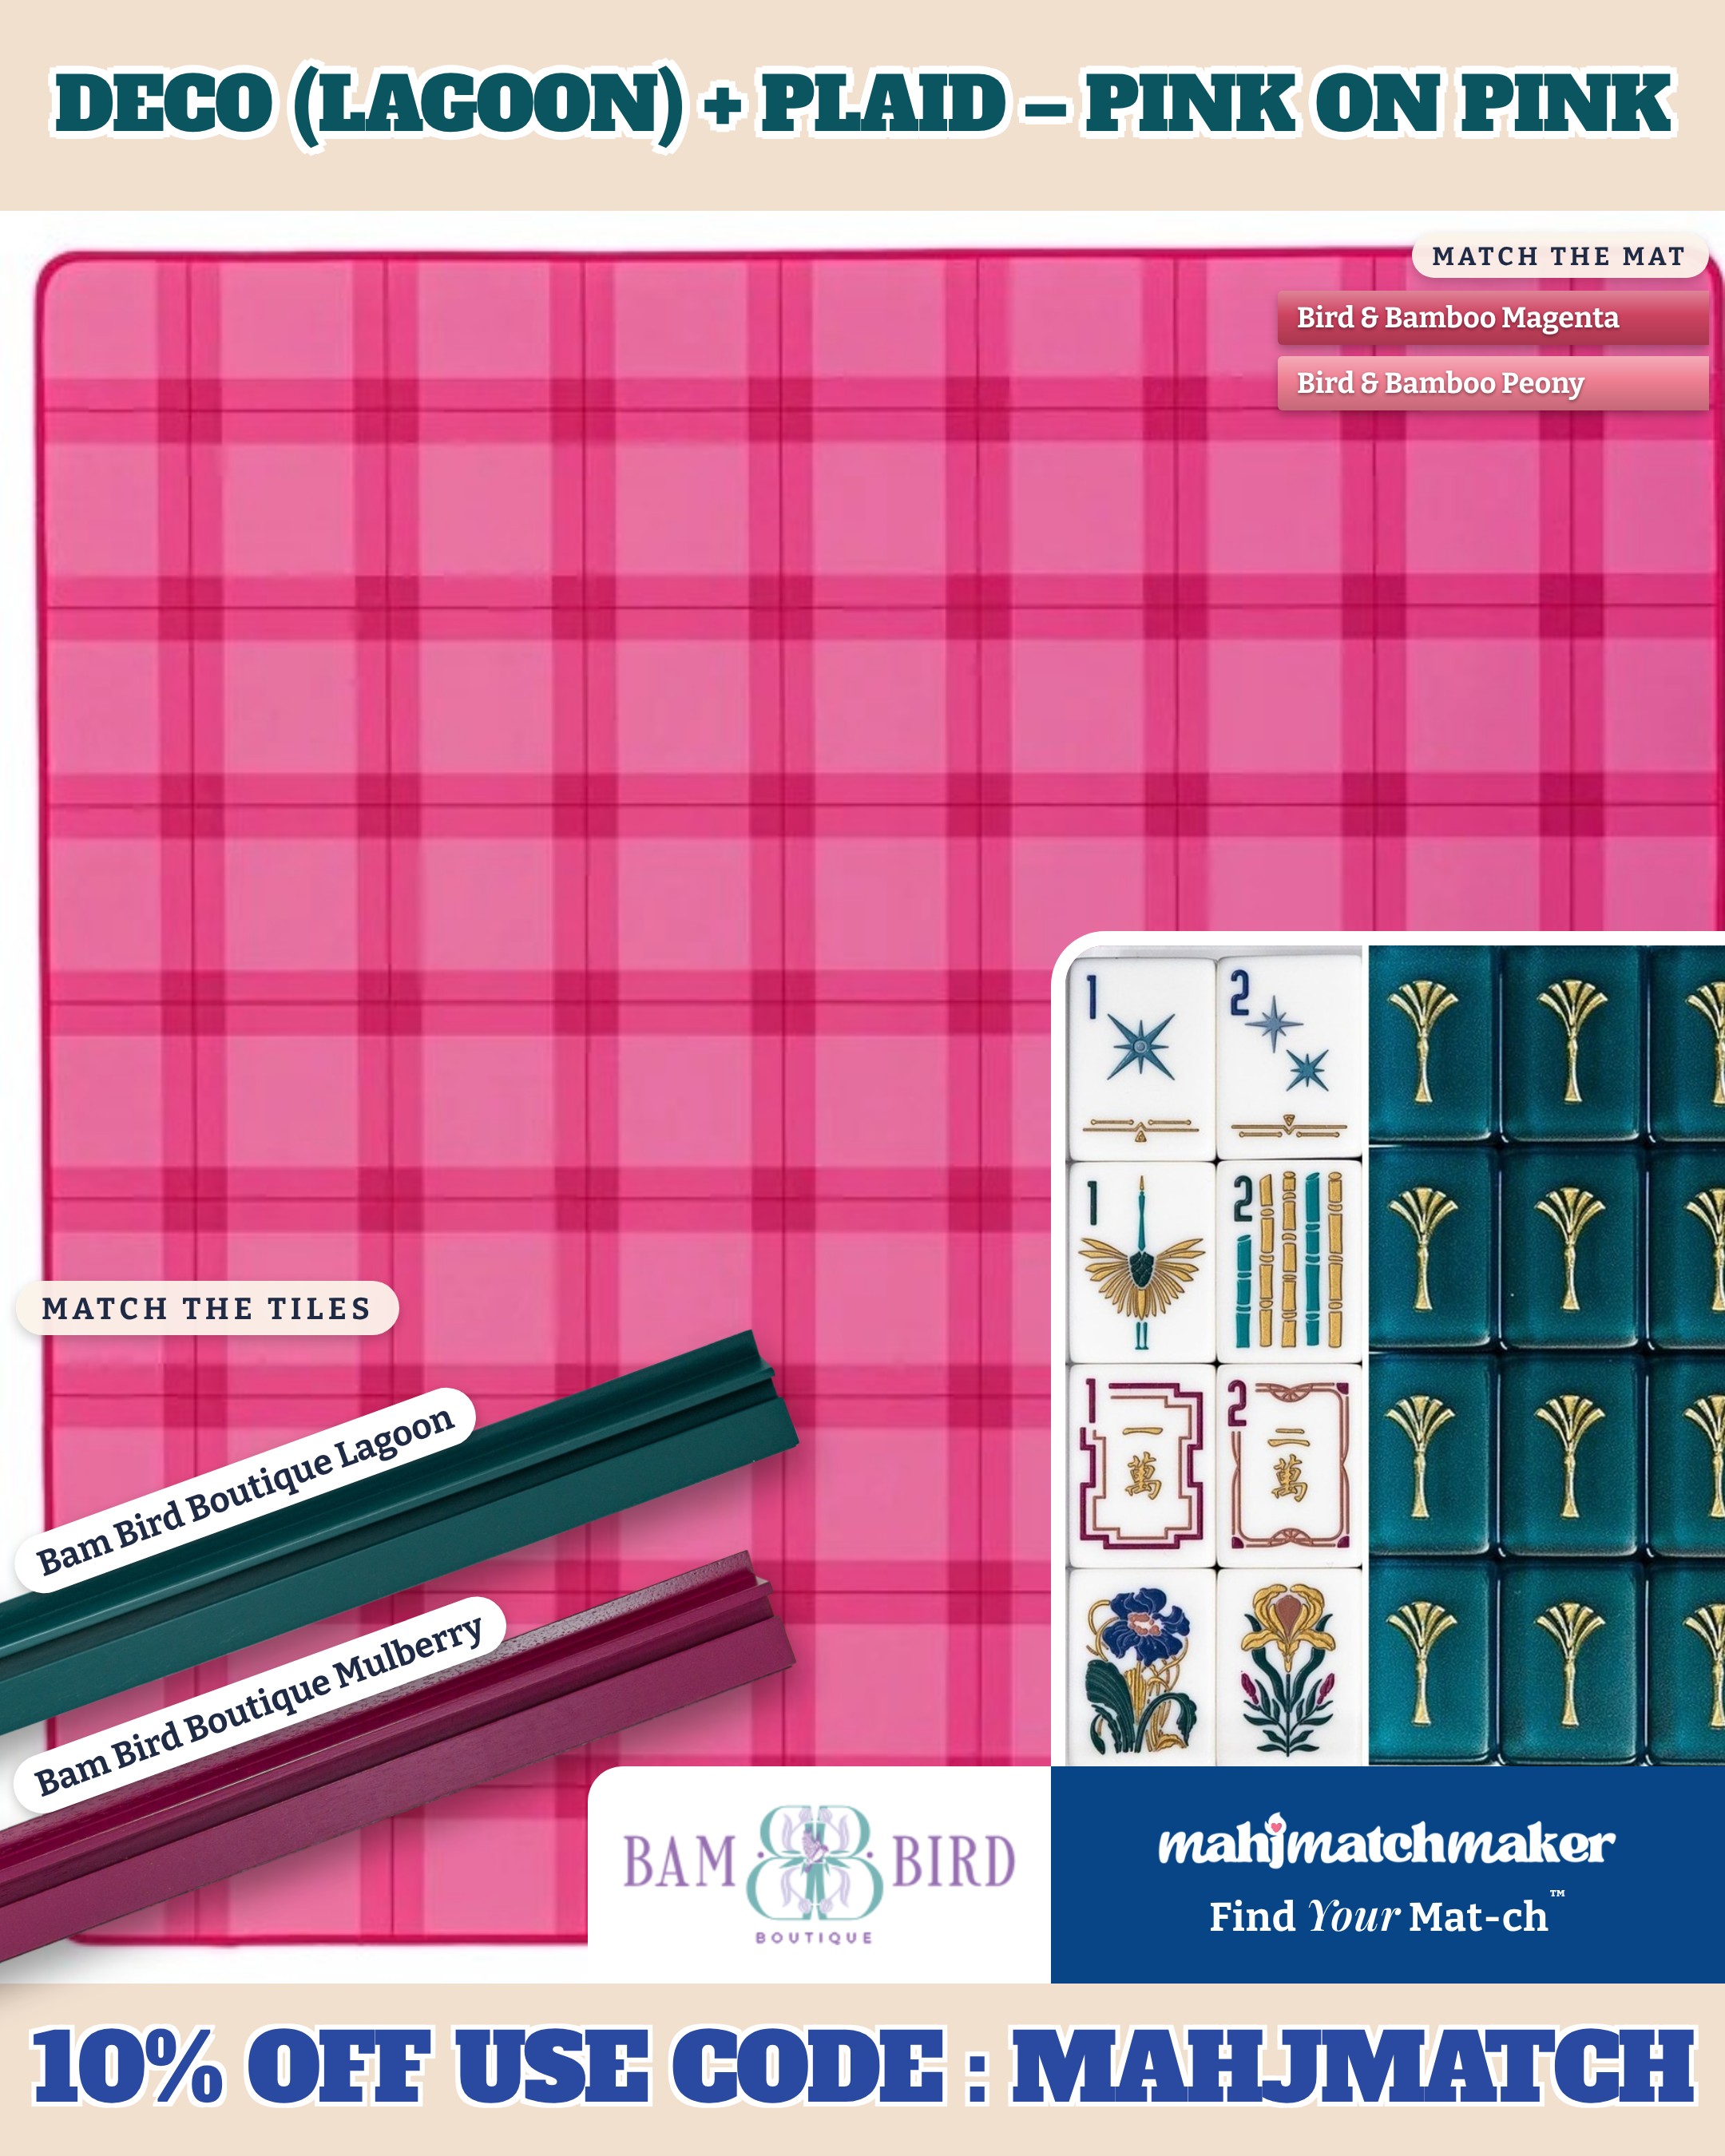 DECO (LAGOON) + PLAID – PINK ON PINK
MATCH THE MAT
Bird & Bamboo Magenta
Bird & Bamboo Peony
1
2
1
2
1
一萬
2
二萬
MATCH THE TILES
Bam Bird Boutique Lagoon
Bam Bird Boutique Mulberry
BAM BIRD
BOUTIQUE
mahjmatchmaker
Find Your Mat-ch™
10% OFF USE CODE : MAHJMATCH